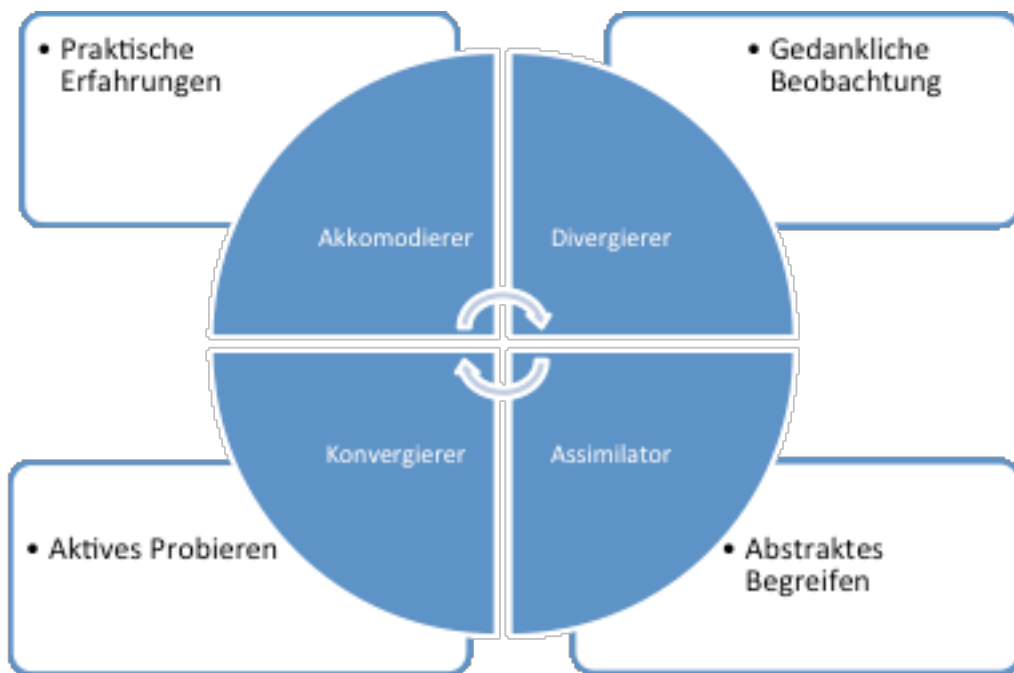 • Praktische
Erfahrungen
• Gedankliche
Beobachtung
Akkomodierer
Divergierer
Konvergierer
Assimilator
• Aktives Probieren
• Abstraktes
Begreifen